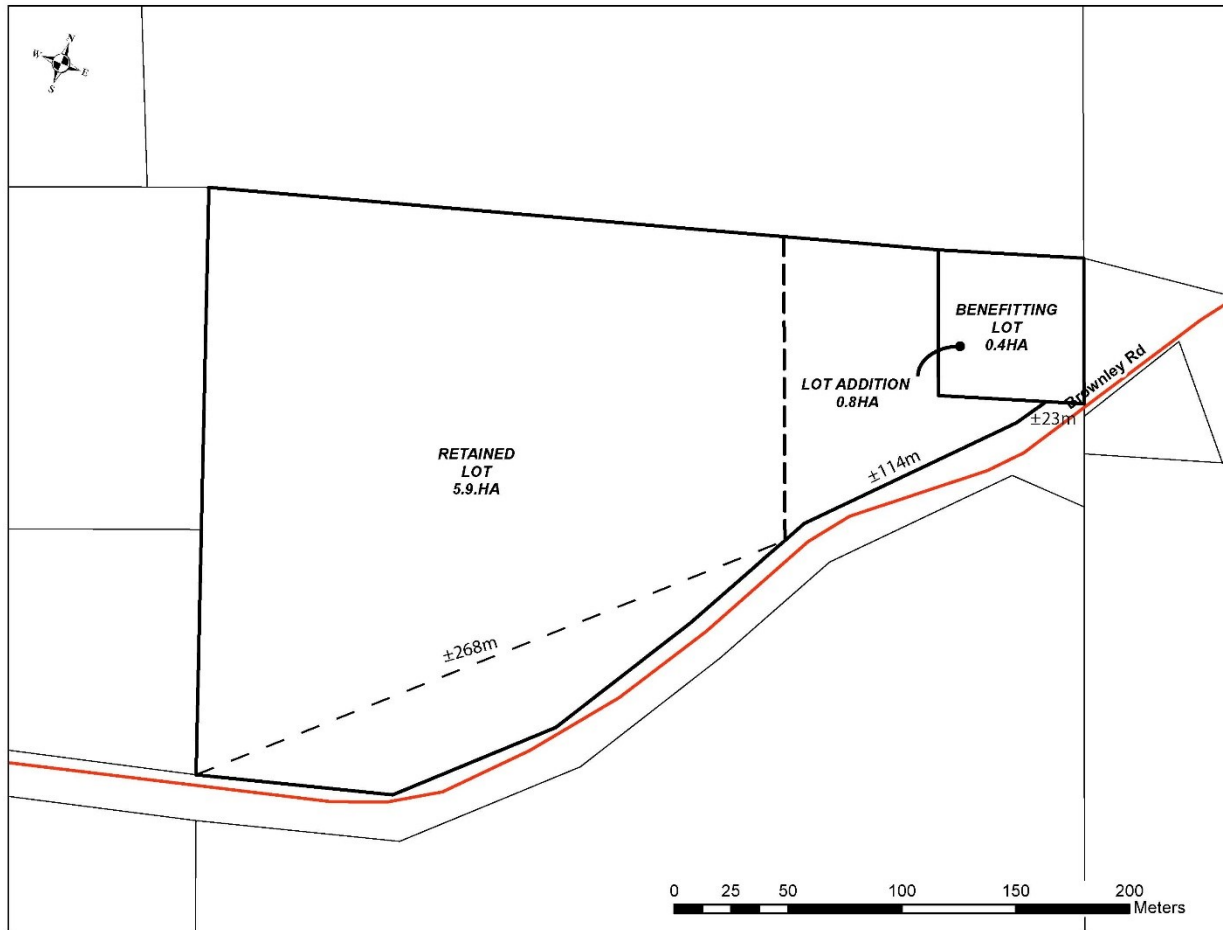 N
W
E
S
BENEFITTING
LOT
0.4HA
Brownley Rd
LOT ADDITION
0.8HA
±23m
±114m
RETAINED
LOT
5.9.HA
±268m
0 25 50 100 150 200
Meters